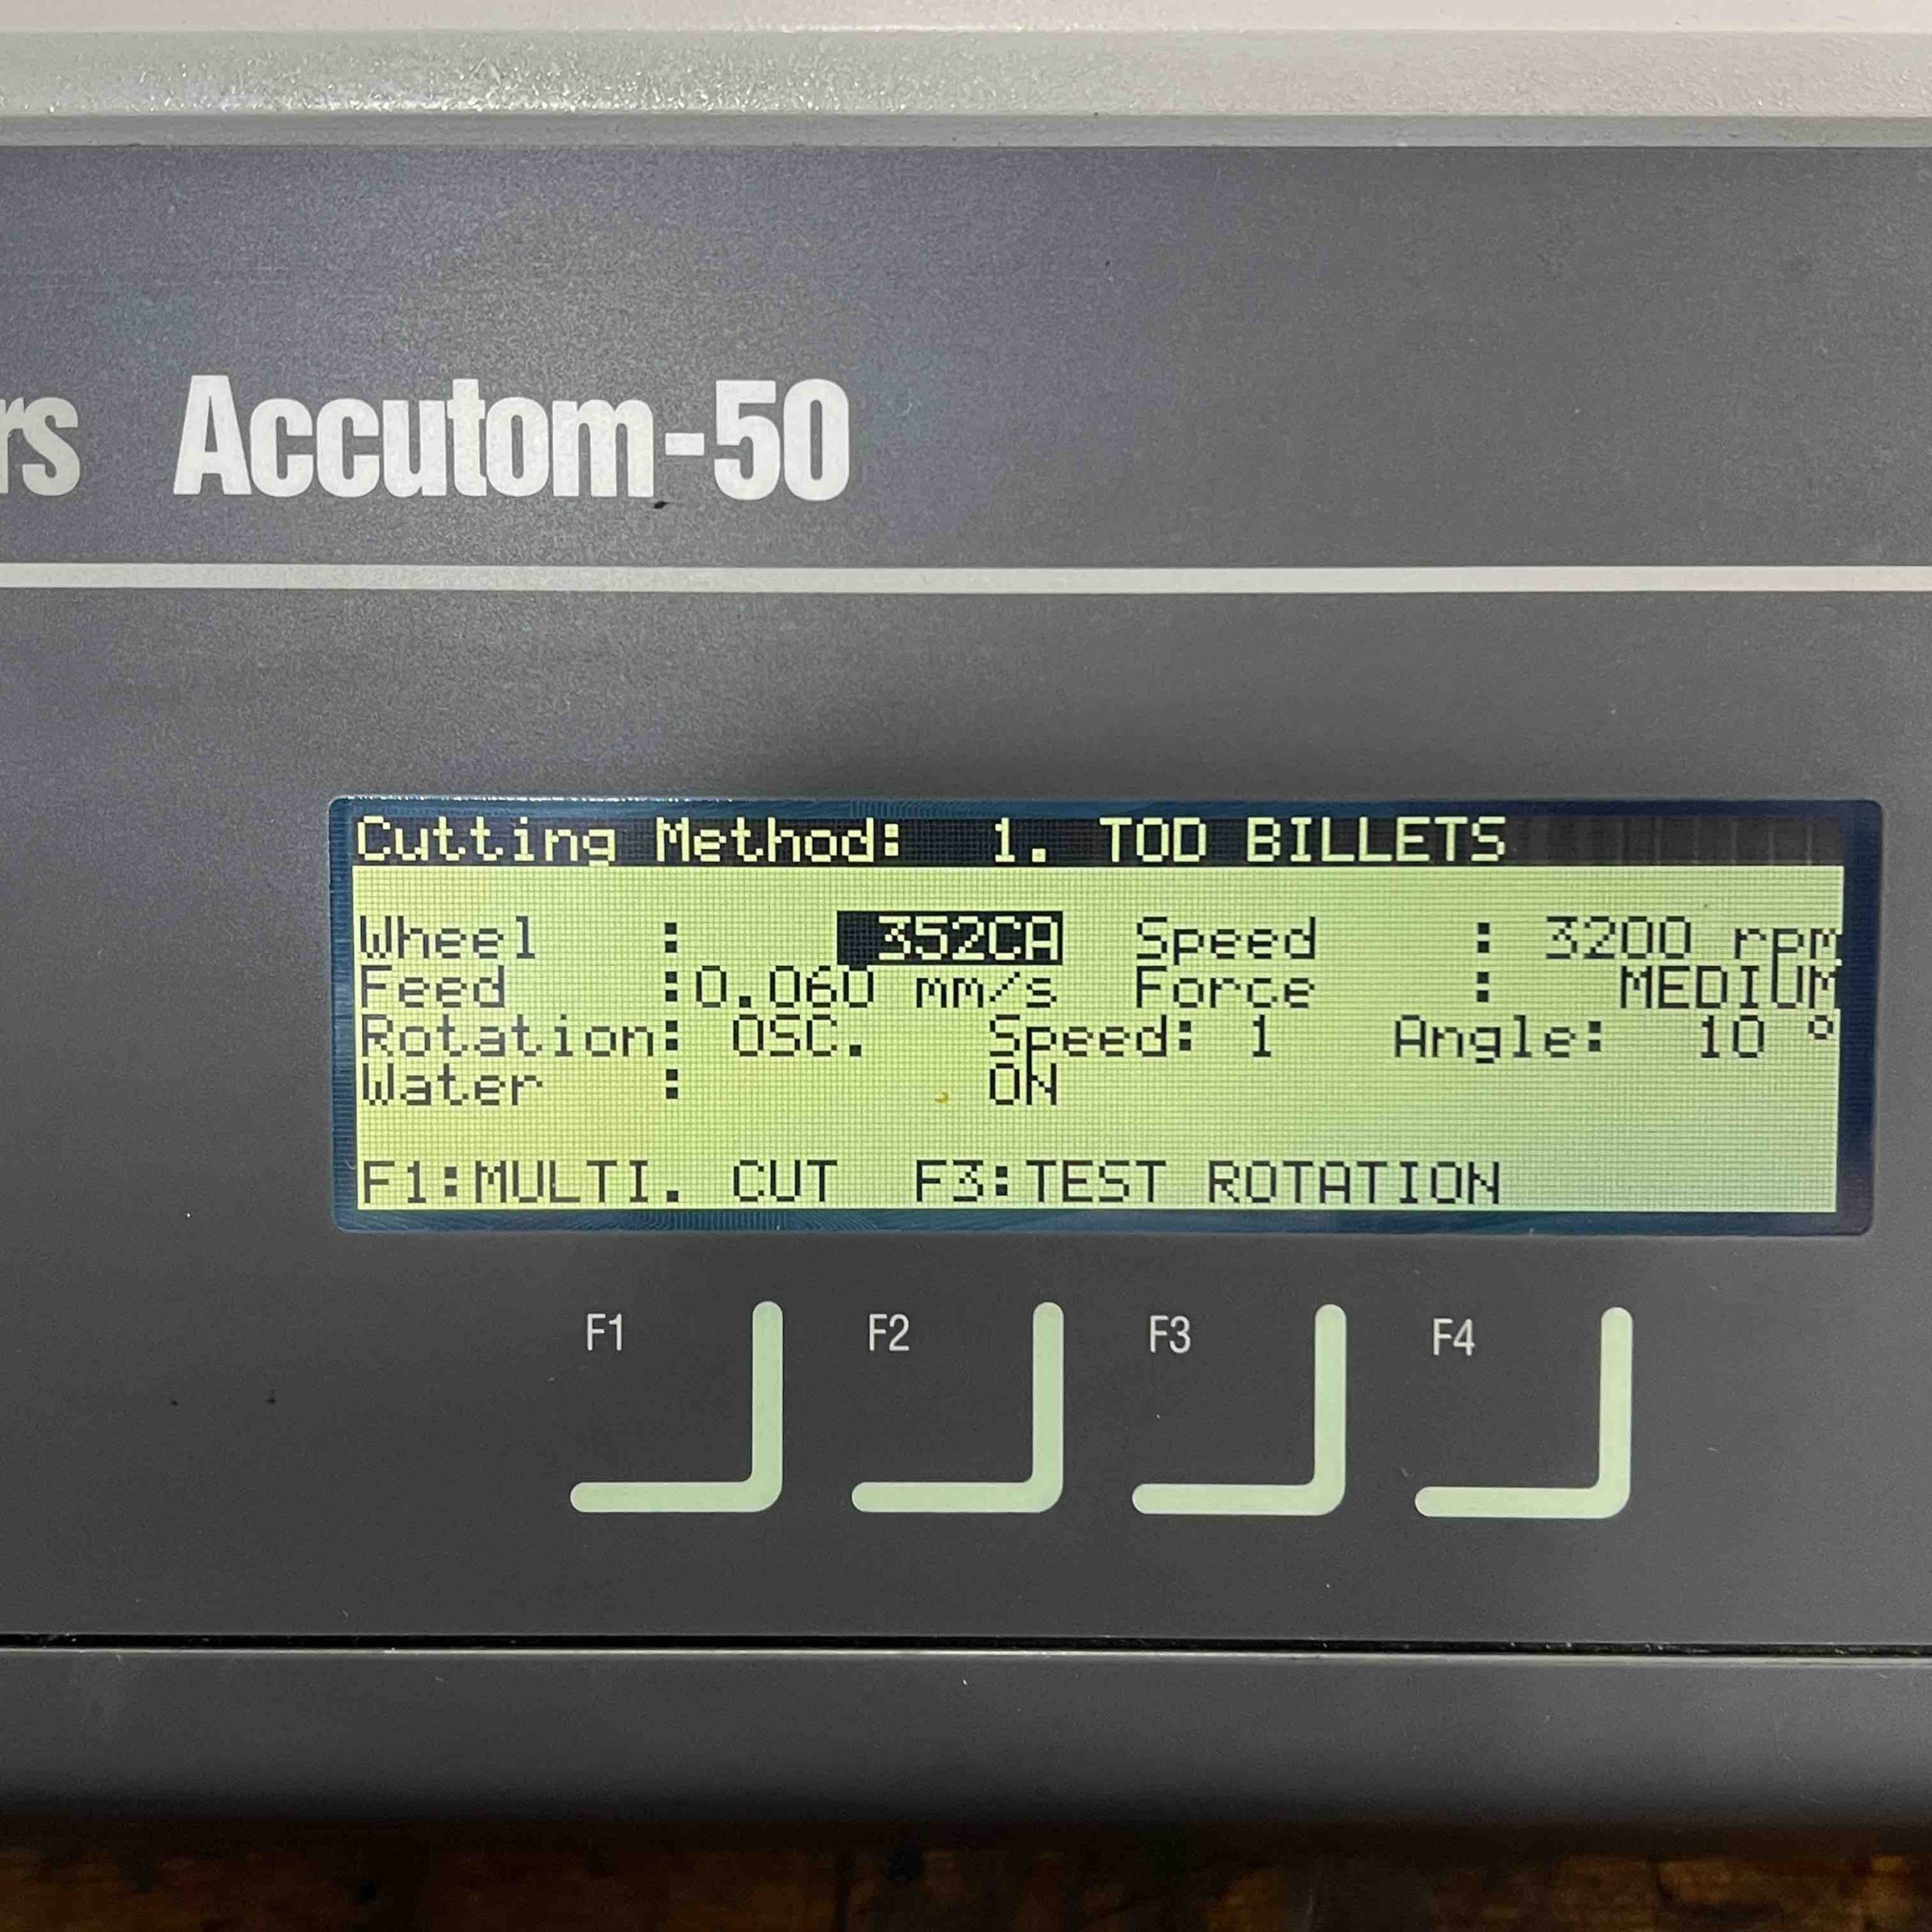 rs Accutom-50
Cutting Method: 1. TOD BILLETS
Wheel : 352CA Speed : 3200 rpm
Feed :0.060 mm/s Force : MEDIUM
Rotation: OSC. Speed: 1 Angle: 10 °
Water : ON
F1:MULTI. CUT F3:TEST ROTATION
F1 F2 F3 F4